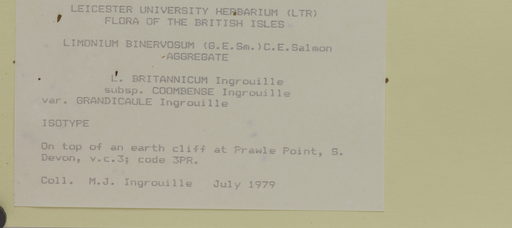 LEICESTER UNIVERSITY HERBARIUM (LTR)
FLORA OF THE BRITISH ISLES
LIMONIUM BINERVOSUM (G.E.Sm.)C.E.Salmon
AGGREGATE
L. BRITANNICUM Ingrouille
subsp. COOMBENSE Ingrouille
var. GRANDICAULE Ingrouille
ISOTYPE
On top of an earth cliff at Prawle Point, S.
Devon, v.c.3; code 3PR.
Coll. M.J. Ingrouille July 1979